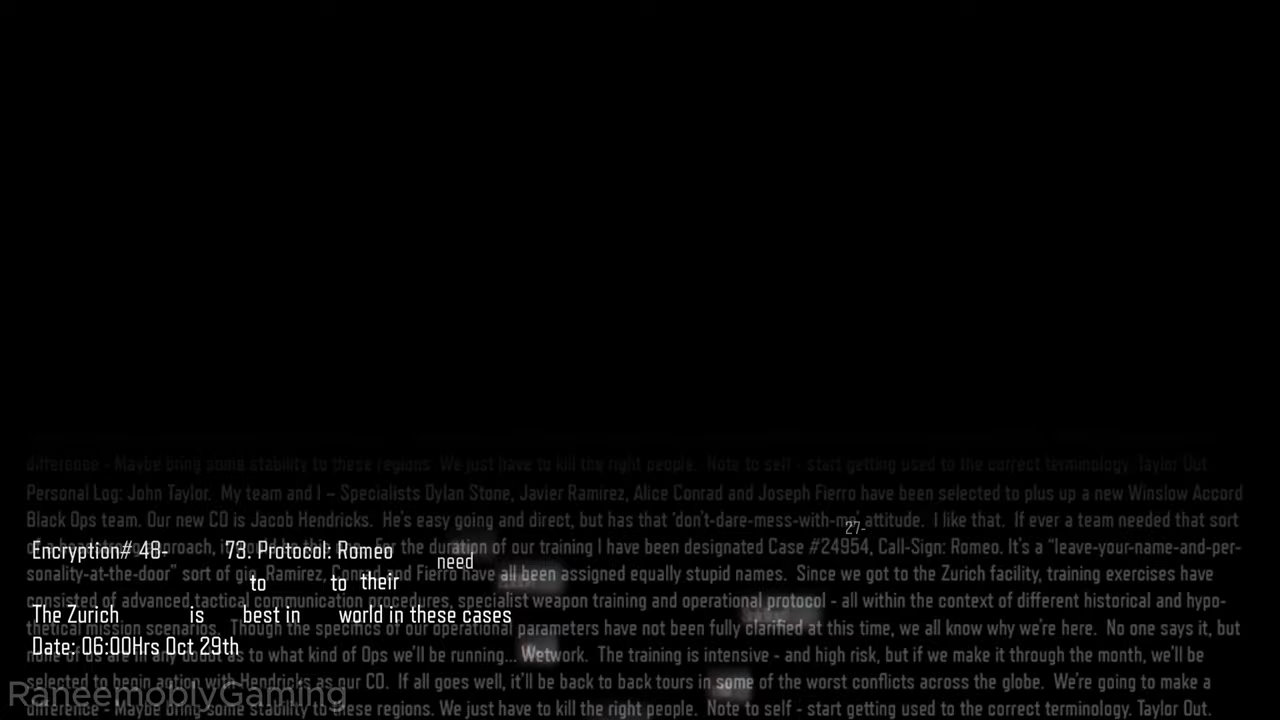 difference - Maybe bring some stability to these regions. We just have to kill the right people. Note to self - start getting used to the correct terminology. Taylor Out
Personal Log: John Taylor. My team and I – Specialists Dylan Stone, Javier Ramirez, Alice Conrad and Joseph Fierro have been selected to plus up a new Winslow Accord
Black Ops team. Our new CO is Jacob Hendricks. He's easy going and direct, but has that 'don't-dare-mess-with-me' attitude. I like that. If ever a team needed that sort
27-
approach, For the duration of our training I have been designated Case #24954, Call-Sign: Romeo. It's a "leave-your-name-and-per-
Encryption# 48- 73. Protocol: Romeo
need
sonality-at-the-door" sort of gig. Ramirez, Conrad and Fierro have all been assigned equally stupid names. Since we got to the Zurich facility, training exercises have
to to their
consisted of advanced tactical communication procedures, specialist weapon training and operational protocol - all within the context of different historical and hypo-
The Zurich is best in world in these cases
thetical mission scenarios. Though the specifics of our operational parameters have not been fully clarified at this time, we all know why we're here. No one says it, but
Date: 06:00Hrs Oct 29th
none of us are in any doubt as to what kind of Ops we'll be running... Wetwork. The training is intensive - and high risk, but if we make it through the month, we'll be
selected to begin action with Hendricks as our CO. If all goes well, it'll be back to back tours in some of the worst conflicts across the globe. We're going to make a
RaneemoblyGaming
difference - Maybe bring some stability to these regions. We just have to kill the right people. Note to self - start getting used to the correct terminology. Taylor Out.